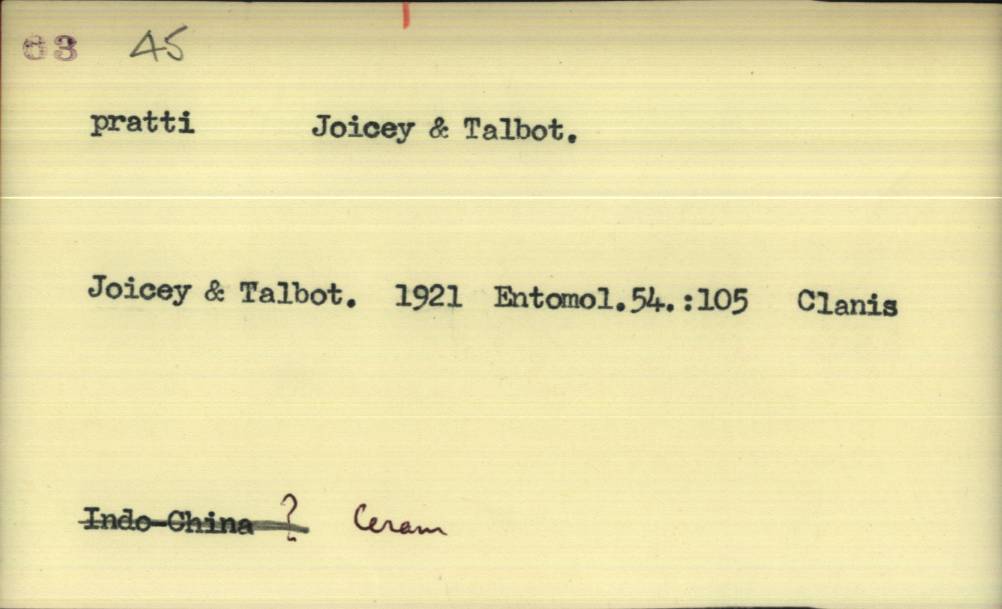 63 45
pratti Joicey & Talbot.
Joicey & Talbot. 1921 Entomol.54.:105 Clanis
Indo-China ? Ceram